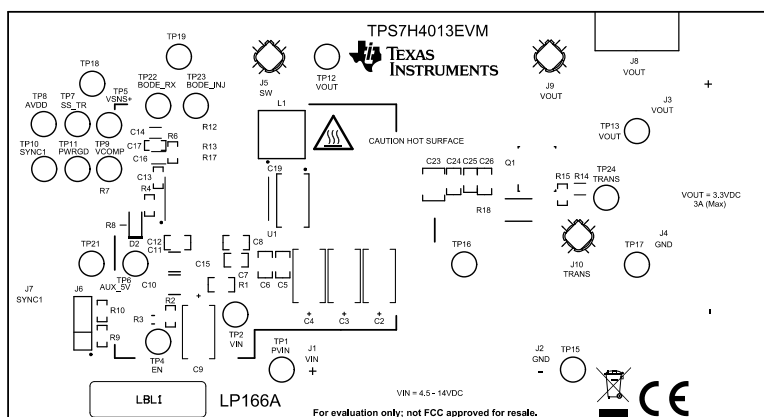 TPS7H4013EVM
TEXAS
INSTRUMENTS
TP19
TP18
TP22
BODE_RX
TP23
BODE_INJ
J5
SW
TP12
VOUT
J9
VOUT
J8
VOUT
J3
VOUT
+
TP8
AVDD
TP7
SS_TR
TP5
VSNS+
L1
C14
R6
R12
C17
R13
C16
R17
CAUTION HOT SURFACE
TP13
VOUT
TP10
SYNC1
TP11
PWRGD
TP9
VCOMP
R7
C13
R4
C19
C23
C24
C25
C26
Q1
R15
R14
TP24
TRANS
R18
VOUT = 3.3VDC
3A (Max)
R8
D2
U1
C12
C11
C8
TP21
TP6
AUX_5V
C15
C7
C10
R1
C6
C5
TP16
J10
TRANS
TP17
J4
GND
J7
SYNC1
J6
R10
R9
R2
R3
+
TP4
EN
C9
TP2
VIN
+
C4
+
C3
+
C2
TP1
PVIN
J1
VIN
+
J2
GND
-
TP15
-
LBL1
LP166A
VIN = 4.5 - 14VDC
For evaluation only; not FCC approved for resale.
CE